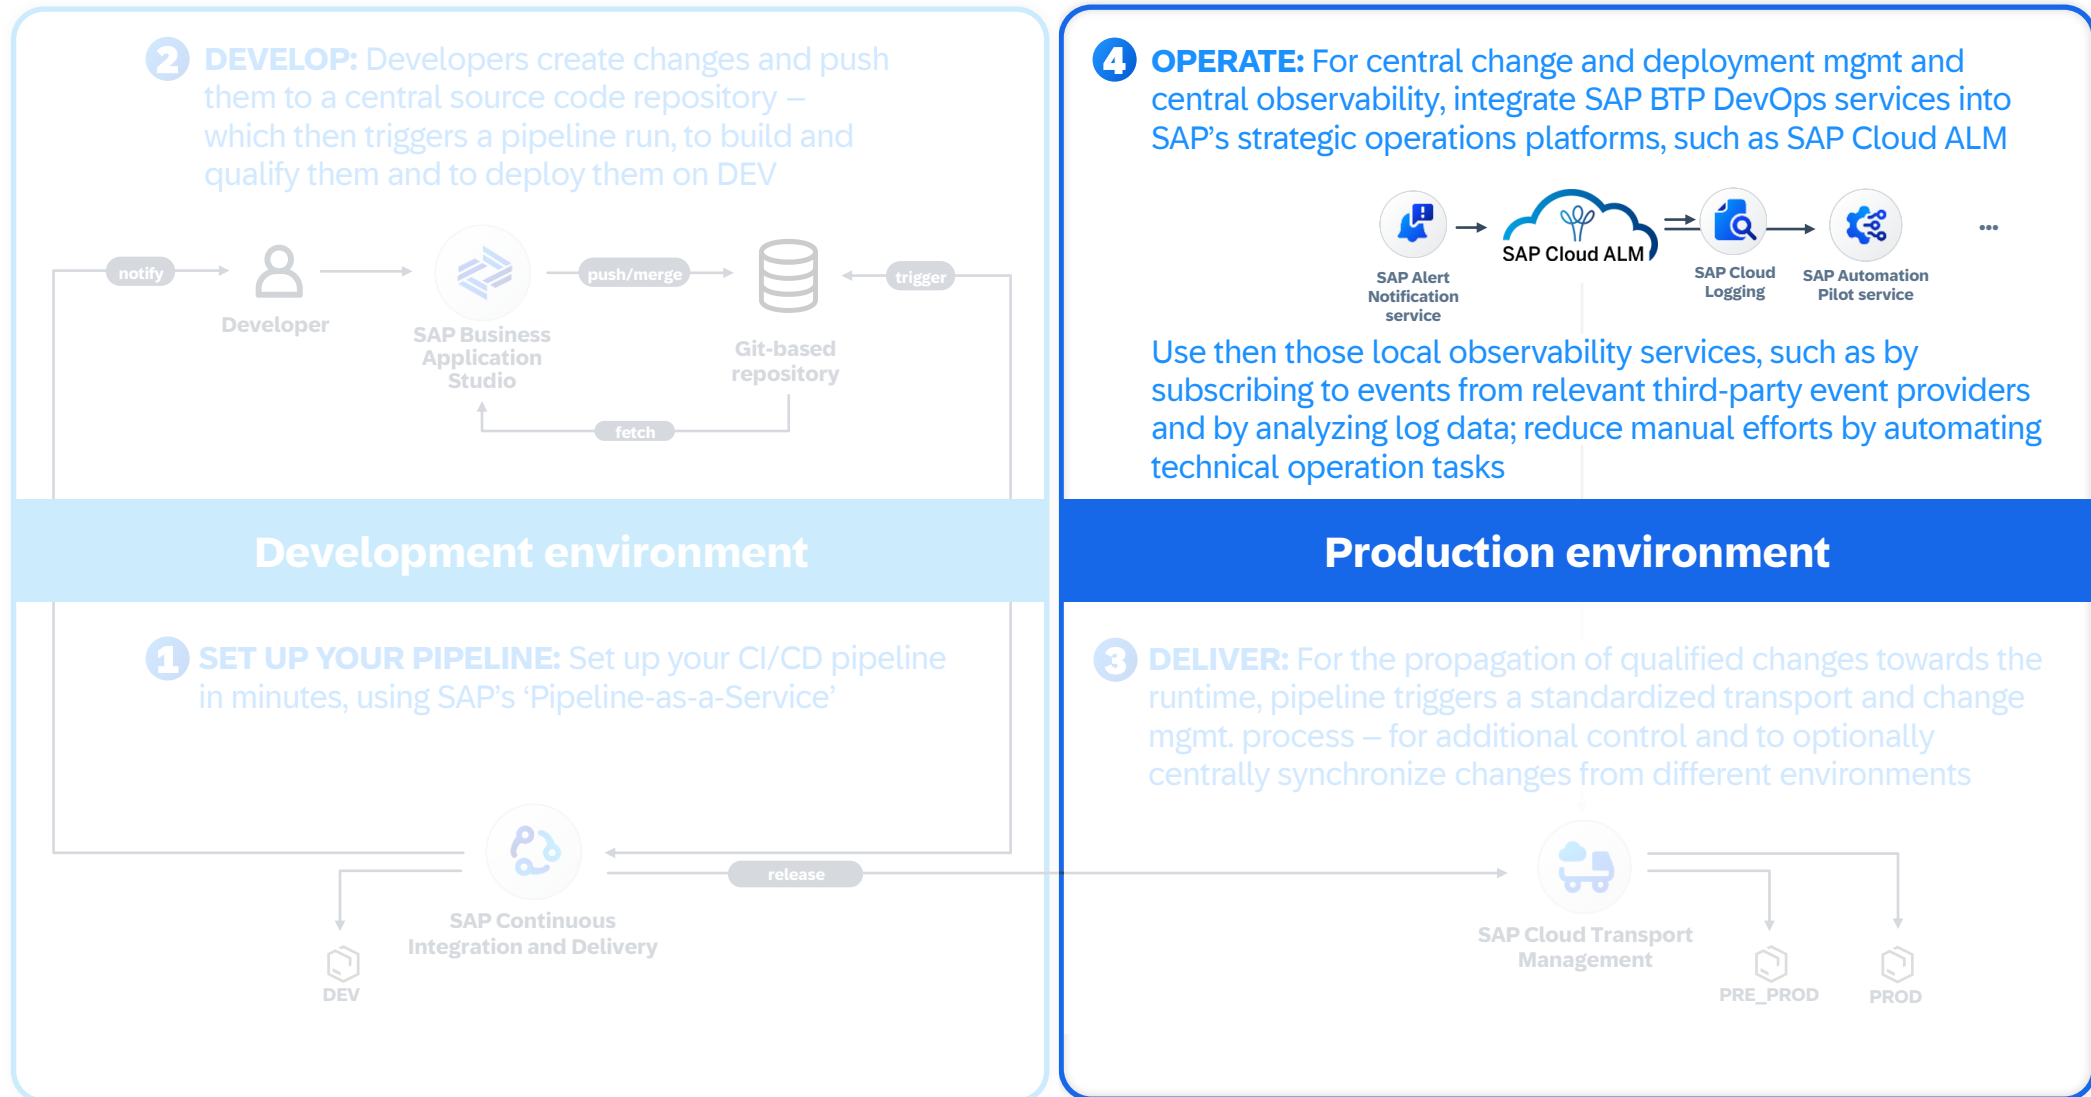 2 DEVELOP: Developers create changes and push
them to a central source code repository –
which then triggers a pipeline run, to build and
qualify them and to deploy them on DEV
notify
push/merge
trigger
Developer
SAP Business
Application
Studio
Git-based
repository
fetch
Development environment
1 SET UP YOUR PIPELINE: Set up your CI/CD pipeline
in minutes, using SAP's ‘Pipeline-as-a-Service’
release
SAP Continuous
Integration and Delivery
DEV
4 OPERATE: For central change and deployment mgmt and
central observability, integrate SAP BTP DevOps services into
SAP’s strategic operations platforms, such as SAP Cloud ALM
SAP Alert
Notification
service
SAP Cloud ALM
SAP Cloud
Logging
SAP Automation
Pilot service
...
Use then those local observability services, such as by
subscribing to events from relevant third-party event providers
and by analyzing log data; reduce manual efforts by automating
technical operation tasks
Production environment
3 DELIVER: For the propagation of qualified changes towards the
runtime, pipeline triggers a standardized transport and change
mgmt. process – for additional control and to optionally
centrally synchronize changes from different environments
SAP Cloud Transport
Management
PRE_PROD
PROD